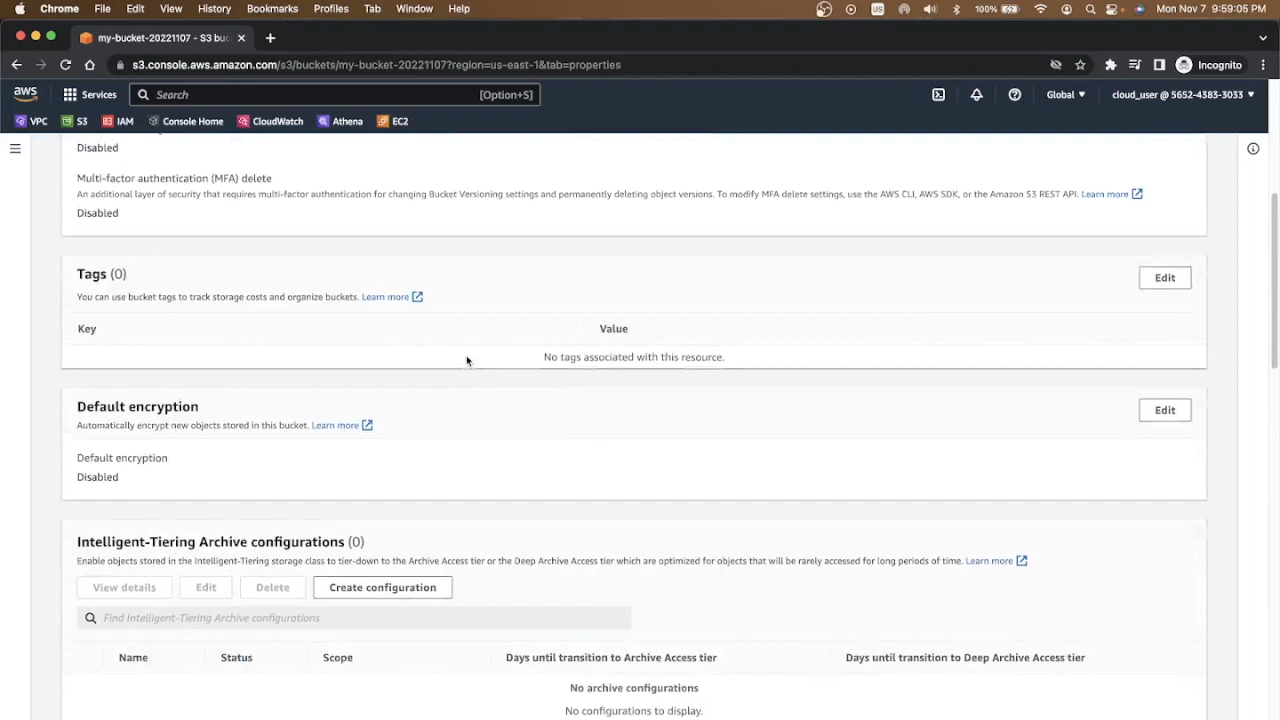 Chrome File Edit View History Bookmarks Profiles Tab Window Help US 100% Mon Nov 7 9:59:05 PM
my-bucket-20221107 - S3 buc
s3.console.aws.amazon.com/s3/buckets/my-bucket-20221107?region=us-east-1&tab=properties Incognito
aws Services Search [Option+S] Global cloud_user @ 5652-4383-3033
VPC S3 IAM Console Home CloudWatch Athena EC2
Disabled
Multi-factor authentication (MFA) delete
An additional layer of security that requires multi-factor authentication for changing Bucket Versioning settings and permanently deleting object versions. To modify MFA delete settings, use the AWS CLI, AWS SDK, or the Amazon S3 REST API. Learn more
Disabled
Tags (0) Edit
You can use bucket tags to track storage costs and organize buckets. Learn more
Key Value
No tags associated with this resource.
Default encryption Edit
Automatically encrypt new objects stored in this bucket. Learn more
Default encryption
Disabled
Intelligent-Tiering Archive configurations (0)
Enable objects stored in the Intelligent-Tiering storage class to tier-down to the Archive Access tier or the Deep Archive Access tier which are optimized for objects that will be rarely accessed for long periods of time. Learn more
View details Edit Delete Create configuration
Find Intelligent-Tiering Archive configurations
Name Status Scope Days until transition to Archive Access tier Days until transition to Deep Archive Access tier
No archive configurations
No configurations to display.